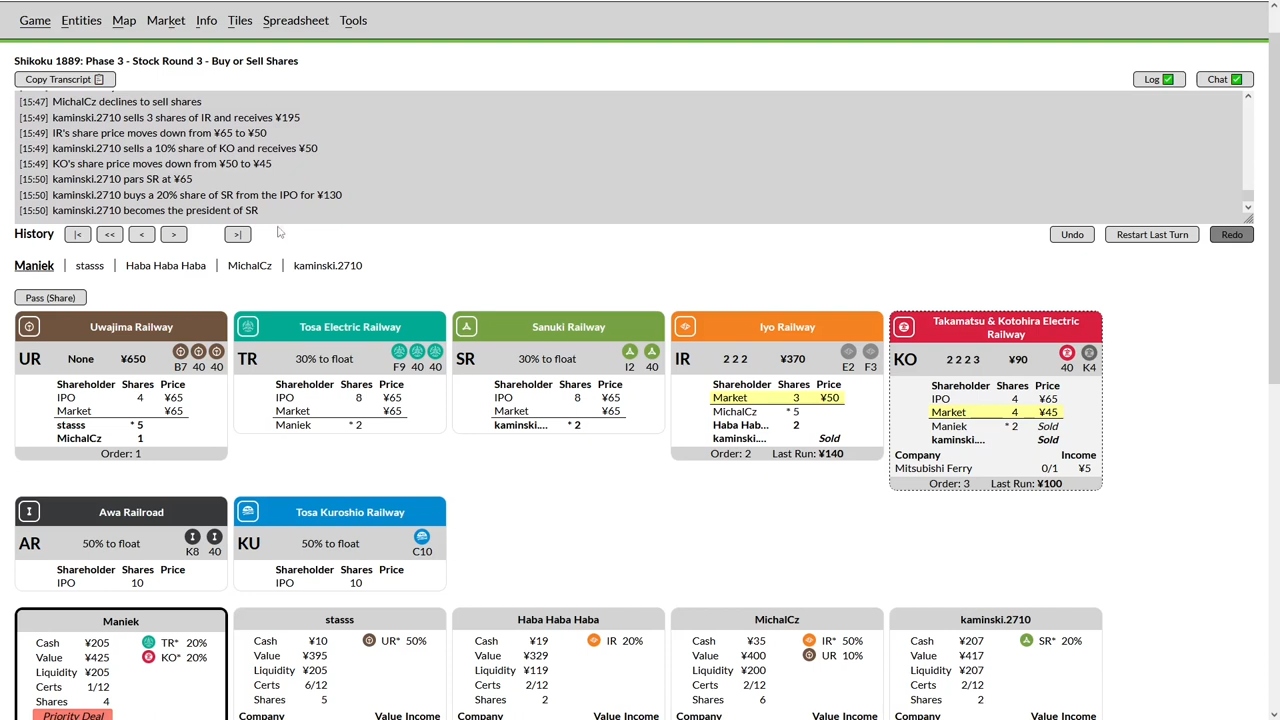 Game Entities Map Market Info Tiles Spreadsheet Tools
Shikoku 1889: Phase 3 - Stock Round 3 - Buy or Sell Shares
Copy Transcript Log Chat
[15:47] MichalCz declines to sell shares
[15:49] kaminski.2710 sells 3 shares of IR and receives ¥195
[15:49] IR's share price moves down from ¥65 to ¥50
[15:49] kaminski.2710 sells a 10% share of KO and receives ¥50
[15:49] KO's share price moves down from ¥50 to ¥45
[15:50] kaminski.2710 pars SR at ¥65
[15:50] kaminski.2710 buys a 20% share of SR from the IPO for ¥130
[15:50] kaminski.2710 becomes the president of SR
History |< << < > >| Undo Restart Last Turn Redo
Maniek stasss Haba Haba Haba MichalCz kaminski.2710
Pass (Share)
Uwajima Railway
UR None ¥650 B7 40 40
Shareholder Shares Price
IPO 4 ¥65
Market ¥65
stasss * 5
MichalCz 1
Order: 1
Tosa Electric Railway
TR 30% to float F9 40 40
Shareholder Shares Price
IPO 8 ¥65
Market ¥65
Maniek * 2
Sanuki Railway
SR 30% to float I2 40
Shareholder Shares Price
IPO 8 ¥65
Market ¥65
kaminski.... * 2
Iyo Railway
IR 2 2 2 ¥370 E2 F3
Shareholder Shares Price
Market 3 ¥50
MichalCz * 5
Haba Hab... 2
kaminski.... Sold
Order: 2 Last Run: ¥140
Takamatsu & Kotohira Electric
Railway
KO 2 2 2 3 ¥90 40 K4
Shareholder Shares Price
IPO 4 ¥65
Market 4 ¥45
Maniek * 2 Sold
kaminski.... Sold
Company Income
Mitsubishi Ferry 0/1 ¥5
Order: 3 Last Run: ¥100
Awa Railroad
AR 50% to float K8 40
Shareholder Shares Price
IPO 10
Tosa Kuroshio Railway
KU 50% to float C10
Shareholder Shares Price
IPO 10
Maniek
Cash ¥205 TR* 20%
Value ¥425 KO* 20%
Liquidity ¥205
Certs 1/12
Shares 4
Priority Deal
stasss
Cash ¥10 UR* 50%
Value ¥395
Liquidity ¥205
Certs 6/12
Shares 5
Company Value Income
Haba Haba Haba
Cash ¥19 IR 20%
Value ¥329
Liquidity ¥119
Certs 2/12
Shares 2
Company Value Income
MichalCz
Cash ¥35 IR* 50%
Value ¥400 UR 10%
Liquidity ¥200
Certs 2/12
Shares 6
Company Value Income
kaminski.2710
Cash ¥207 SR* 20%
Value ¥417
Liquidity ¥207
Certs 2/12
Shares 2
Company Value Income